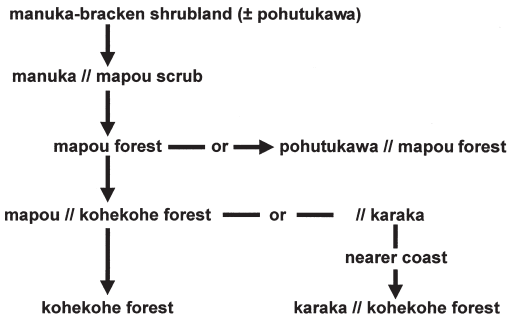 manuka-bracken shrubland (± pohutukawa)
manuka // mapou scrub
mapou forest or pohutukawa // mapou forest
mapou // kohekohe forest or // karaka
nearer coast
kohekohe forest karaka // kohekohe forest